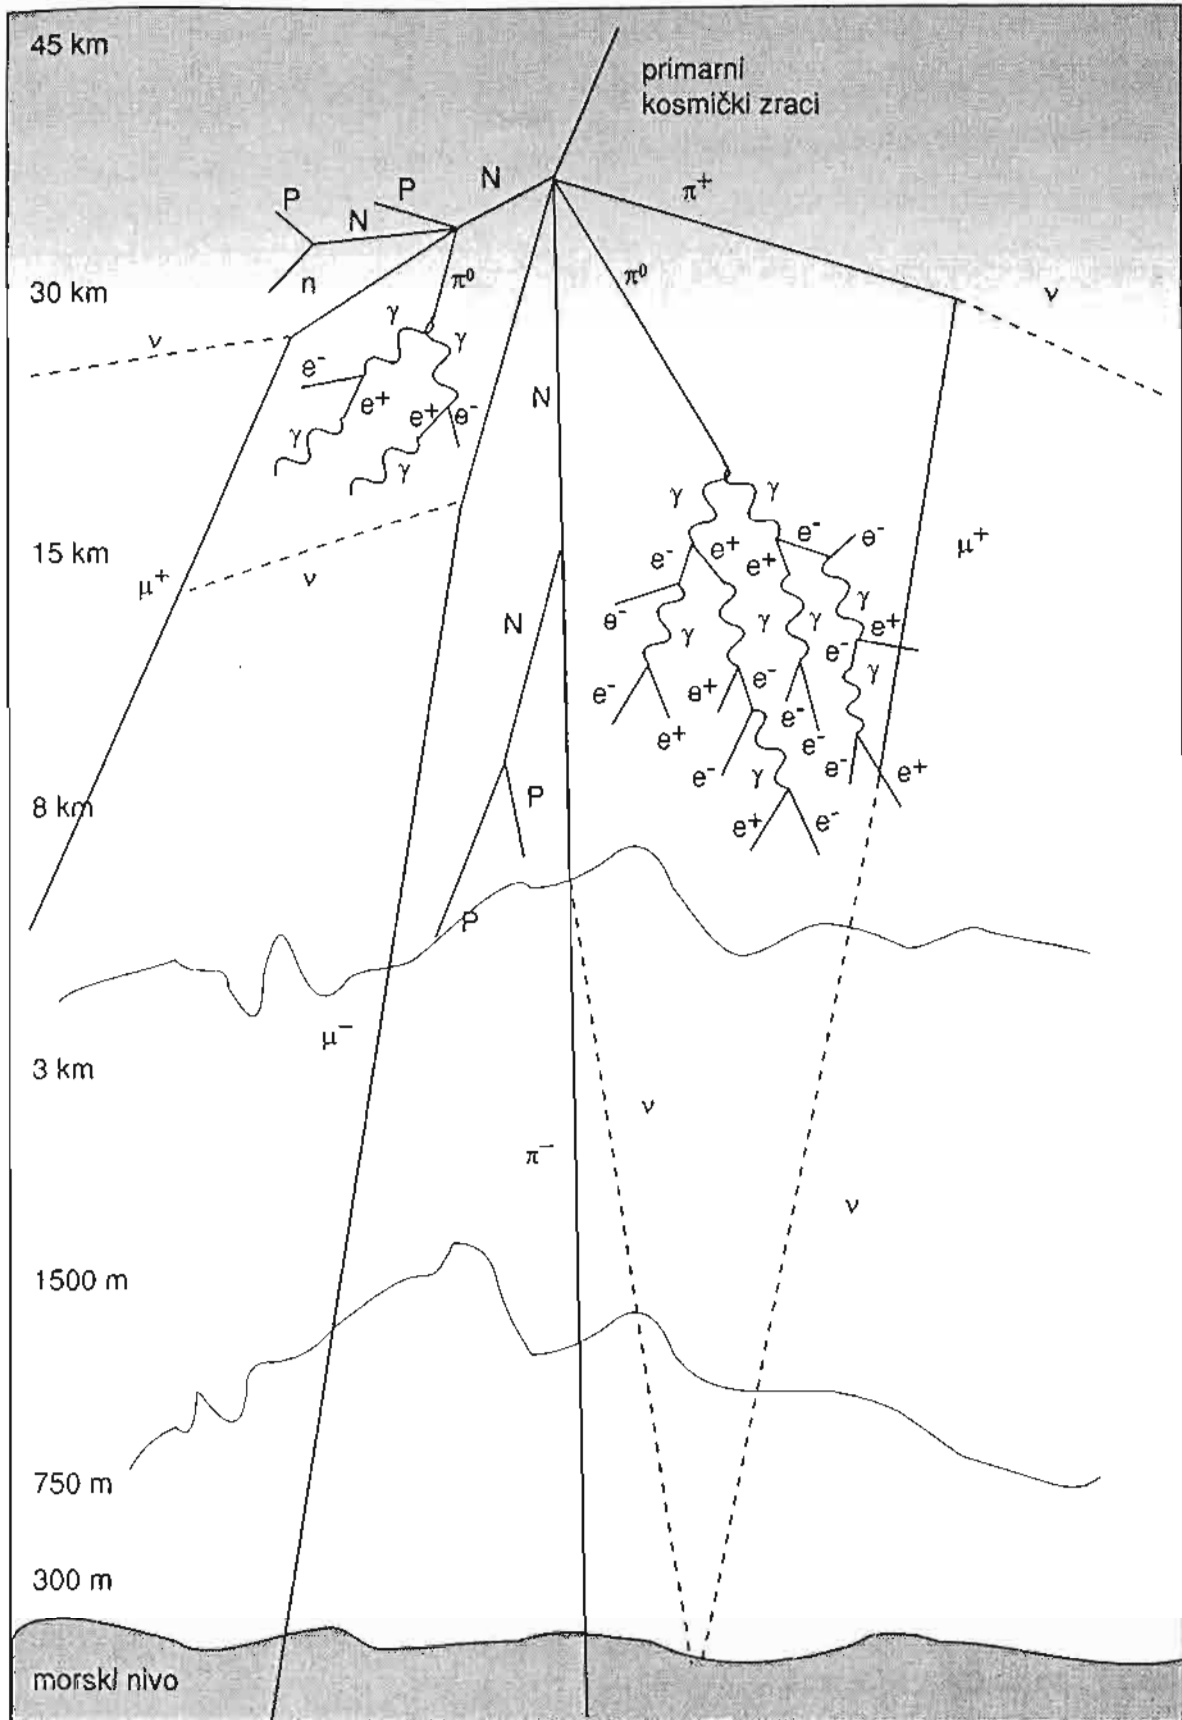 45 km
primarni
kosmički zraci
N
π⁺
P
P
N
n
π⁰
π⁰
30 km
ν
ν
γ
γ
e⁻
e⁺
e⁺
e⁻
N
γ
γ
γ
γ
15 km
μ⁺
ν
e⁻
e⁺
e⁺
e⁻
e⁻
μ⁺
N
e⁻
γ
γ
γ
γ
e⁻
e⁺
γ
e⁻
e⁺
e⁻
e⁻
e⁺
e⁻
e⁻
γ
e⁻
e⁺
8 km
P
e⁺
e⁻
P
μ⁻
3 km
ν
π⁻
ν
1500 m
750 m
300 m
morski nivo